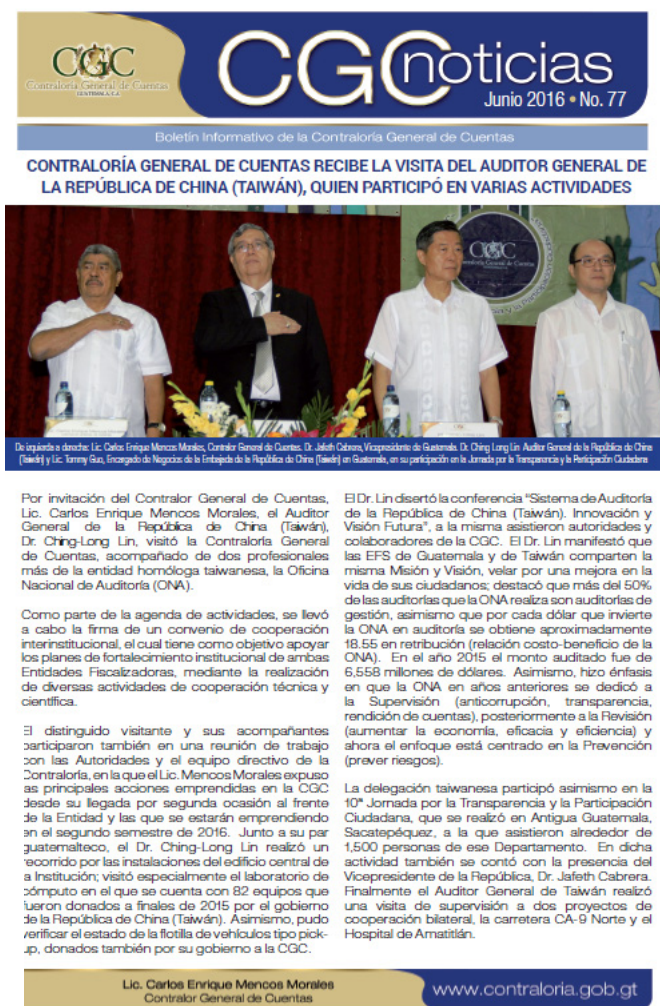 CGC
Contraloría General de Cuentas
GUATEMALA, C.A.
CGCnoticias
Junio 2016 • No. 77
Boletín Informativo de la Contraloría General de Cuentas
CONTRALORÍA GENERAL DE CUENTAS RECIBE LA VISITA DEL AUDITOR GENERAL DE
LA REPÚBLICA DE CHINA (TAIWÁN), QUIEN PARTICIPÓ EN VARIAS ACTIVIDADES
CGC
Contraloría General de Cuentas
De izquierda a derecha: Lic. Carlos Enrique Mencos Morales, Contralor General de Cuentas. Dr. Jafeth Cabrera, Vicepresidente de Guatemala. Dr. Ching Long Lin Auditor General de la República de China
(Taiwán) y Lic. Tommy Guo, Encargado de Negocios de la Embajada de la República de China (Taiwán) en Guatemala, en su participación en la Jornada por la Transparencia y la Participación Ciudadana
Por invitación del Contralor General de Cuentas,
Lic. Carlos Enrique Mencos Morales, el Auditor
General de la República de China (Taiwán),
Dr. Ching-Long Lin, visitó la Contraloría General
de Cuentas, acompañado de dos profesionales
más de la entidad homóloga taiwanesa, la Oficina
Nacional de Auditoría (ONA).
Como parte de la agenda de actividades, se llevó
a cabo la firma de un convenio de cooperación
interinstitucional, el cual tiene como objetivo apoyar
los planes de fortalecimiento institucional de ambas
Entidades Fiscalizadoras, mediante la realización
de diversas actividades de cooperación técnica y
científica.
El distinguido visitante y sus acompañantes
participaron también en una reunión de trabajo
con las Autoridades y el equipo directivo de la
Contraloría, en la que el Lic. Mencos Morales expuso
las principales acciones emprendidas en la CGC
desde su llegada por segunda ocasión al frente
de la Entidad y las que se estarán emprendiendo
en el segundo semestre de 2016. Junto a su par
guatemalteco, el Dr. Ching-Long Lin realizó un
recorrido por las instalaciones del edificio central de
la Institución; visitó especialmente el laboratorio de
cómputo en el que se cuenta con 82 equipos que
fueron donados a finales de 2015 por el gobierno
de la República de China (Taiwán). Asimismo, pudo
verificar el estado de la flotilla de vehículos tipo pick-
up, donados también por su gobierno a la CGC.
El Dr. Lin disertó la conferencia "Sistema de Auditoría
de la República de China (Taiwán). Innovación y
Visión Futura", a la misma asistieron autoridades y
colaboradores de la CGC. El Dr. Lin manifestó que
las EFS de Guatemala y de Taiwán comparten la
misma Misión y Visión, velar por una mejora en la
vida de sus ciudadanos; destacó que más del 50%
de las auditorías que la ONA realiza son auditorías de
gestión, asimismo que por cada dólar que invierte
la ONA en auditoría se obtiene aproximadamente
18.55 en retribución (relación costo-beneficio de la
ONA). En el año 2015 el monto auditado fue de
6,558 millones de dólares. Asimismo, hizo énfasis
en que la ONA en años anteriores se dedicó a
la Supervisión (anticorrupción, transparencia,
rendición de cuentas), posteriormente a la Revisión
(aumentar la economía, eficacia y eficiencia) y
ahora el enfoque está centrado en la Prevención
(prever riesgos).
La delegación taiwanesa participó asimismo en la
10ª Jornada por la Transparencia y la Participación
Ciudadana, que se realizó en Antigua Guatemala,
Sacatepéquez, a la que asistieron alrededor de
1,500 personas de ese Departamento. En dicha
actividad también se contó con la presencia del
Vicepresidente de la República, Dr. Jafeth Cabrera.
Finalmente el Auditor General de Taiwán realizó
una visita de supervisión a dos proyectos de
cooperación bilateral, la carretera CA-9 Norte y el
Hospital de Amatitlán.
Lic. Carlos Enrique Mencos Morales
Contralor General de Cuentas
www.contraloria.gob.gt